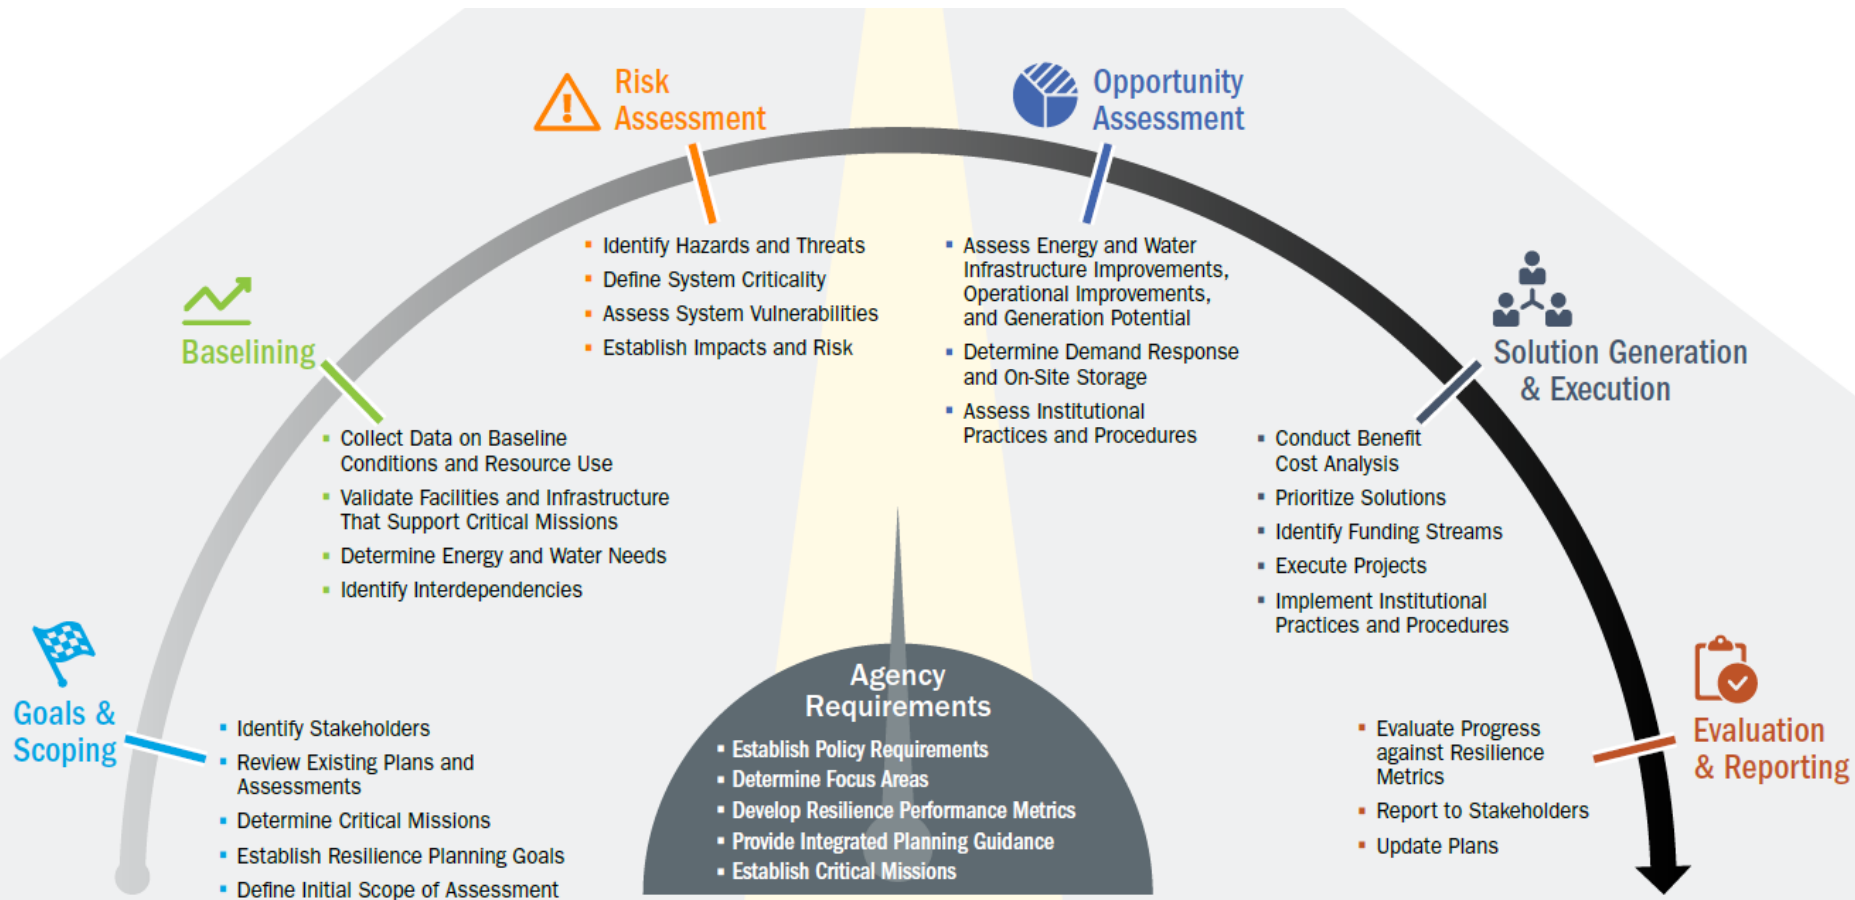 Goals &
Scoping
▪ Identify Stakeholders
▪ Review Existing Plans and
Assessments
▪ Determine Critical Missions
▪ Establish Resilience Planning Goals
▪ Define Initial Scope of Assessment
Baselining
▪ Collect Data on Baseline
Conditions and Resource Use
▪ Validate Facilities and Infrastructure
That Support Critical Missions
▪ Determine Energy and Water Needs
▪ Identify Interdependencies
Risk
Assessment
▪ Identify Hazards and Threats
▪ Define System Criticality
▪ Assess System Vulnerabilities
▪ Establish Impacts and Risk
Opportunity
Assessment
▪ Assess Energy and Water
Infrastructure Improvements,
Operational Improvements,
and Generation Potential
▪ Determine Demand Response
and On-Site Storage
▪ Assess Institutional
Practices and Procedures
Solution Generation
& Execution
▪ Conduct Benefit
Cost Analysis
▪ Prioritize Solutions
▪ Identify Funding Streams
▪ Execute Projects
▪ Implement Institutional
Practices and Procedures
Evaluation
& Reporting
▪ Evaluate Progress
against Resilience
Metrics
▪ Report to Stakeholders
▪ Update Plans
Agency
Requirements
▪ Establish Policy Requirements
▪ Determine Focus Areas
▪ Develop Resilience Performance Metrics
▪ Provide Integrated Planning Guidance
▪ Establish Critical Missions